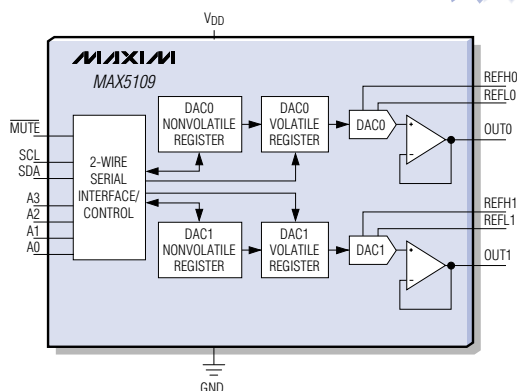 VDD
MAXIM
MAX5109
REFH0
REFL0
DAC0
NONVOLATILE
REGISTER
DAC0
VOLATILE
REGISTER
DAC0
+
−
OUT0
MUTE
SCL
SDA
A3
A2
A1
A0
2-WIRE
SERIAL
INTERFACE/
CONTROL
REFH1
REFL1
DAC1
NONVOLATILE
REGISTER
DAC1
VOLATILE
REGISTER
DAC1
+
−
OUT1
GND